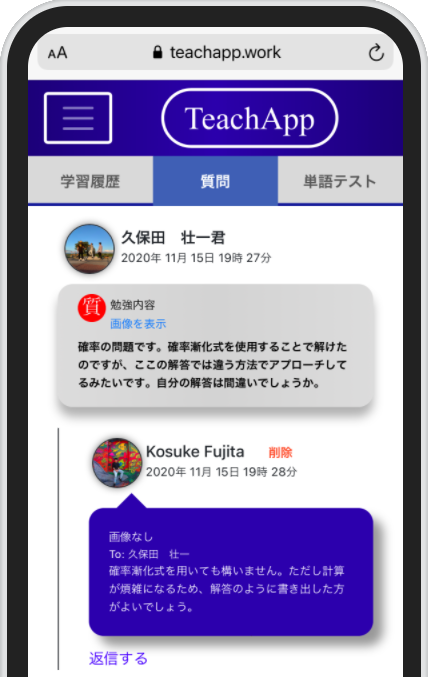 AA
teachapp.work
TeachApp
学習履歴
質問
単語テスト
久保田　壮一君
2020年 11月 15日 19時 27分
質
勉強内容
画像を表示
確率の問題です。確率漸化式を使用することで解けた
のですが、ここの解答では違う方法でアプローチして
るみたいです。自分の解答は間違いでしょうか。
Kosuke Fujita
削除
2020年 11月 15日 19時 28分
画像なし
To: 久保田　壮一
確率漸化式を用いても構いません。ただし計算
が煩雑になるため、解答のように書き出した方
がよいでしょう。
返信する